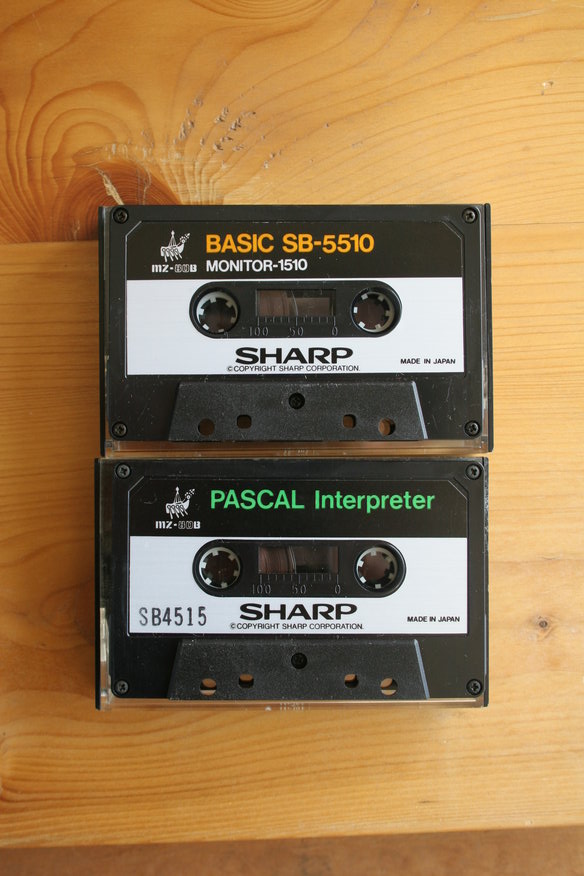 BASIC SB-5510
MZ-80B MONITOR-1510
100 50 0
SHARP
©COPYRIGHT SHARP CORPORATION.
MADE IN JAPAN
PASCAL Interpreter
MZ-80B
100 50 0
SB4515
SHARP
©COPYRIGHT SHARP CORPORATION.
MADE IN JAPAN